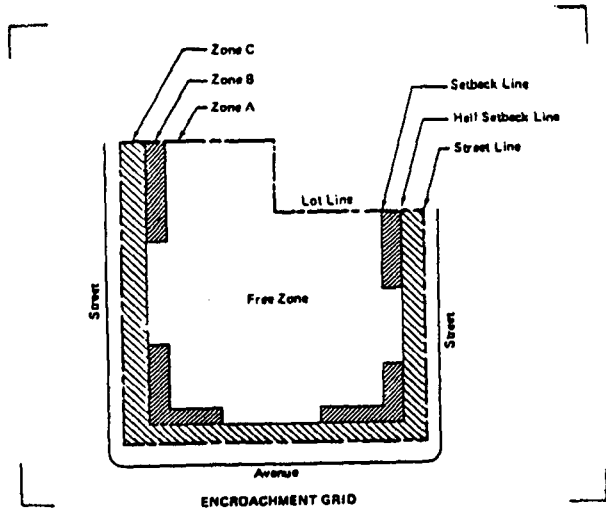 Zone C
Zone B
Zone A
Setback Line
Half Setback Line
Street Line
Lot Line
Free Zone
Street
Street
Avenue
ENCROACHMENT GRID